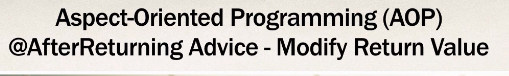 Aspect-Oriented Programming (AOP)
@AfterReturning Advice - Modify Return Value